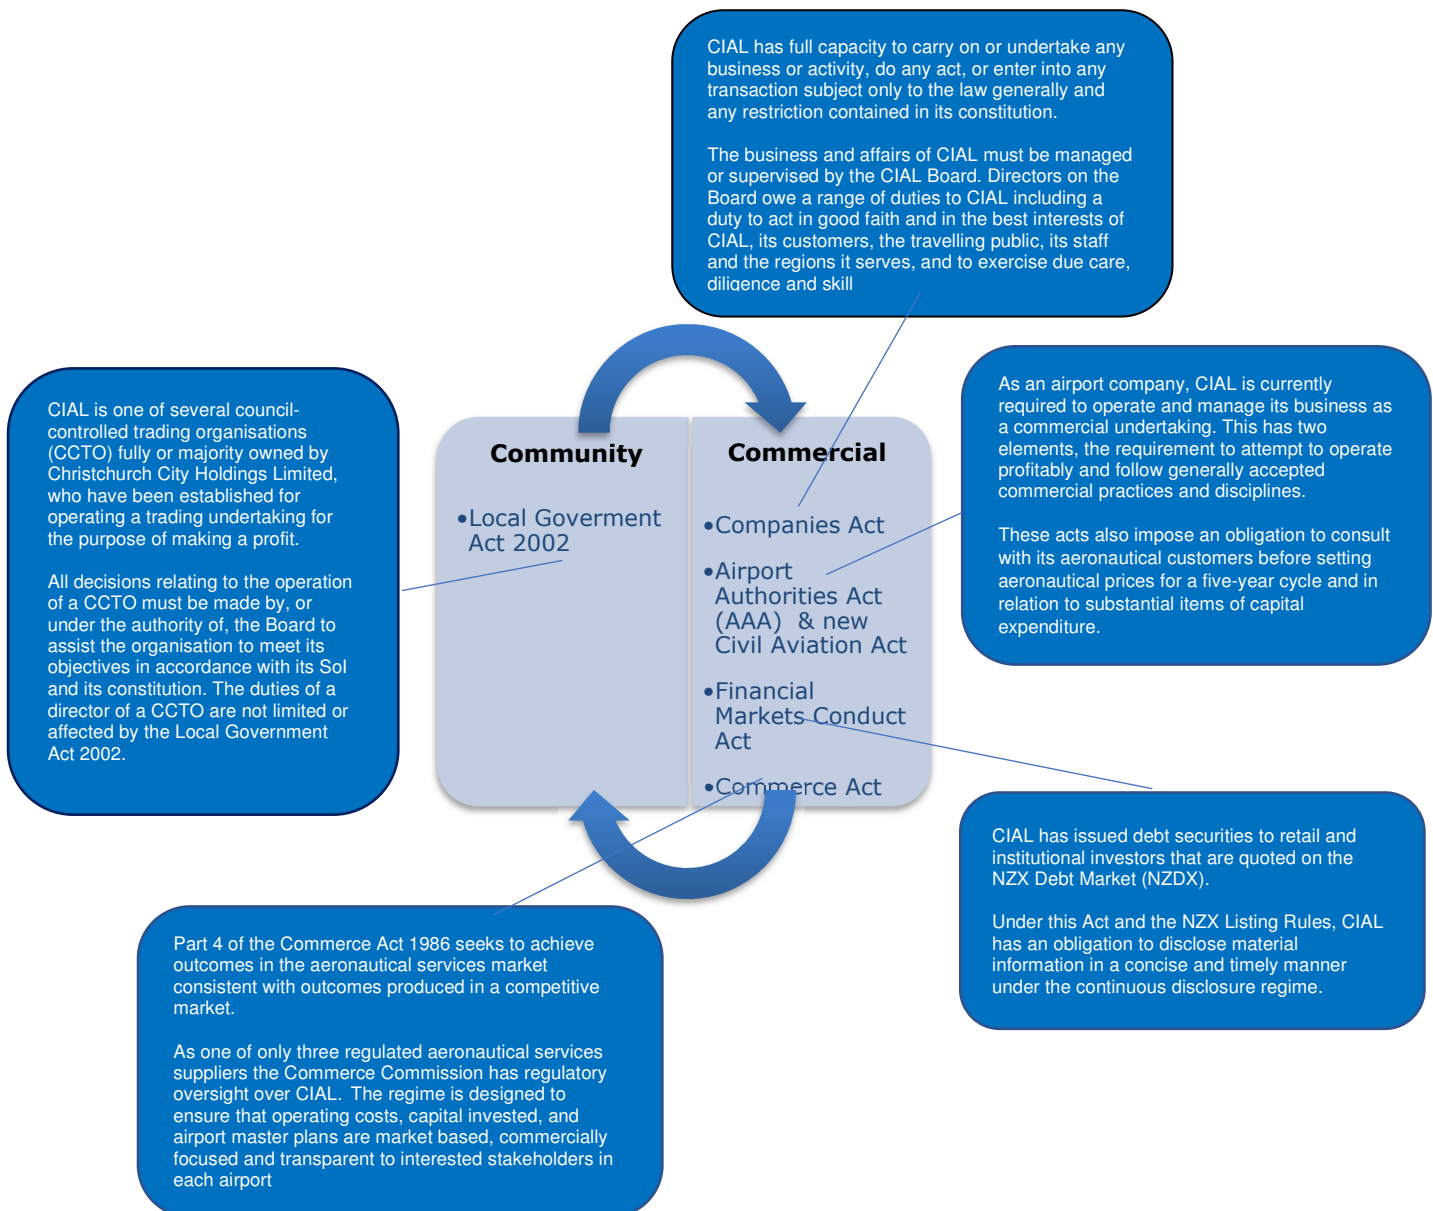 CIAL has full capacity to carry on or undertake any
business or activity, do any act, or enter into any
transaction subject only to the law generally and
any restriction contained in its constitution.
The business and affairs of CIAL must be managed
or supervised by the CIAL Board. Directors on the
Board owe a range of duties to CIAL including a
duty to act in good faith and in the best interests of
CIAL, its customers, the travelling public, its staff
and the regions it serves, and to exercise due care,
diligence and skill
CIAL is one of several council-
controlled trading organisations
(CCTO) fully or majority owned by
Christchurch City Holdings Limited,
who have been established for
operating a trading undertaking for
the purpose of making a profit.
All decisions relating to the operation
of a CCTO must be made by, or
under the authority of, the Board to
assist the organisation to meet its
objectives in accordance with its SoI
and its constitution. The duties of a
director of a CCTO are not limited or
affected by the Local Government
Act 2002.
Community
•Local Goverment
Act 2002
Commercial
•Companies Act
•Airport
Authorities Act
(AAA)  & new
Civil Aviation Act
•Financial
Markets Conduct
Act
•Commerce Act
As an airport company, CIAL is currently
required to operate and manage its business as
a commercial undertaking. This has two
elements, the requirement to attempt to operate
profitably and follow generally accepted
commercial practices and disciplines.
These acts also impose an obligation to consult
with its aeronautical customers before setting
aeronautical prices for a five-year cycle and in
relation to substantial items of capital
expenditure.
CIAL has issued debt securities to retail and
institutional investors that are quoted on the
NZX Debt Market (NZDX).
Under this Act and the NZX Listing Rules, CIAL
has an obligation to disclose material
information in a concise and timely manner
under the continuous disclosure regime.
Part 4 of the Commerce Act 1986 seeks to achieve
outcomes in the aeronautical services market
consistent with outcomes produced in a competitive
market.
As one of only three regulated aeronautical services
suppliers the Commerce Commission has regulatory
oversight over CIAL.  The regime is designed to
ensure that operating costs, capital invested, and
airport master plans are market based, commercially
focused and transparent to interested stakeholders in
each airport